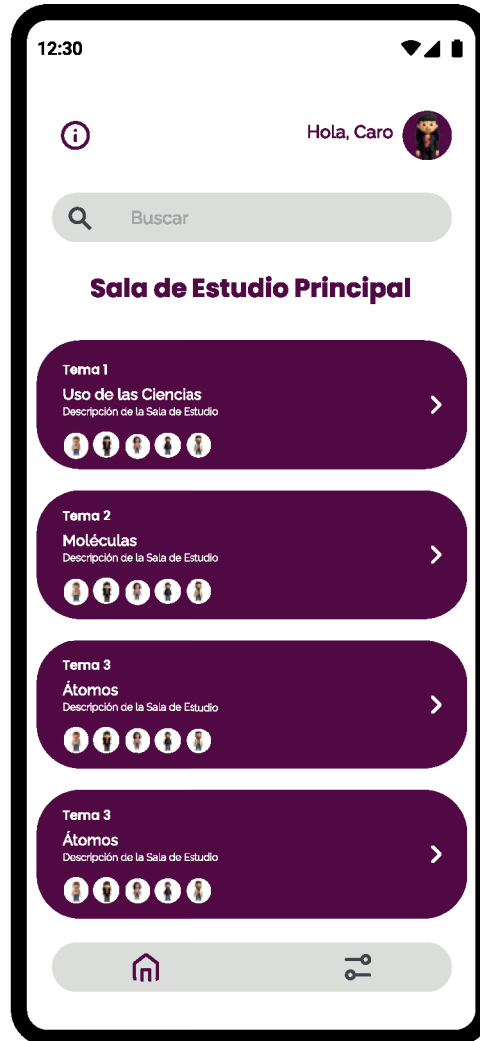 12:30
Hola, Caro
Buscar
Sala de Estudio Principal
Tema 1
Uso de las Ciencias
Descripción de la Sala de Estudio
Tema 2
Moléculas
Descripción de la Sala de Estudio
Tema 3
Átomos
Descripción de la Sala de Estudio
Tema 3
Átomos
Descripción de la Sala de Estudio